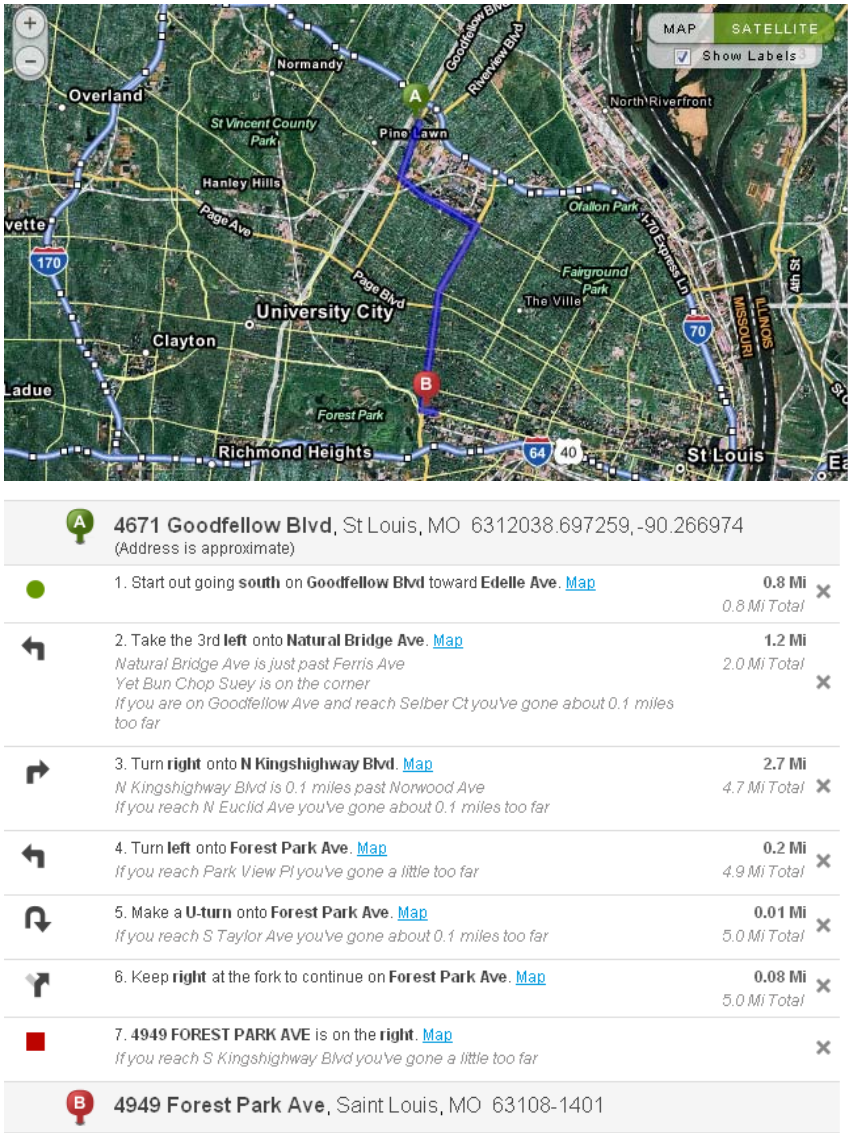 +
−
MAP
SATELLITE
Show Labels
Goodfellow Blvd
Riverview Blvd
Normandy
Overland
A
North Riverfront
St Vincent County
Park
Pine Lawn
Hanley Hills
Page Ave
Ofallon Park
I-70 Express Ln
vette
170
Page Blvd
Fairground
Park
The Ville
4th St
University City
MISSOURI
ILLINOIS
70
Clayton
B
Ladue
Forest Park
Richmond Heights
64
40
St Louis
Ea
A
4671 Goodfellow Blvd, St Louis, MO 6312038.697259,-90.266974
(Address is approximate)
1. Start out going south on Goodfellow Blvd toward Edelle Ave. Map
0.8 Mi
0.8 Mi Total
2. Take the 3rd left onto Natural Bridge Ave. Map
1.2 Mi
Natural Bridge Ave is just past Ferris Ave
2.0 Mi Total
Yet Bun Chop Suey is on the corner
If you are on Goodfellow Ave and reach Selber Ct you've gone about 0.1 miles
too far
3. Turn right onto N Kingshighway Blvd. Map
2.7 Mi
N Kingshighway Blvd is 0.1 miles past Norwood Ave
4.7 Mi Total
If you reach N Euclid Ave you've gone about 0.1 miles too far
4. Turn left onto Forest Park Ave. Map
0.2 Mi
If you reach Park View Pl you've gone a little too far
4.9 Mi Total
5. Make a U-turn onto Forest Park Ave. Map
0.01 Mi
If you reach S Taylor Ave you've gone about 0.1 miles too far
5.0 Mi Total
6. Keep right at the fork to continue on Forest Park Ave. Map
0.08 Mi
5.0 Mi Total
7. 4949 FOREST PARK AVE is on the right. Map
If you reach S Kingshighway Blvd you've gone a little too far
B
4949 Forest Park Ave, Saint Louis, MO 63108-1401